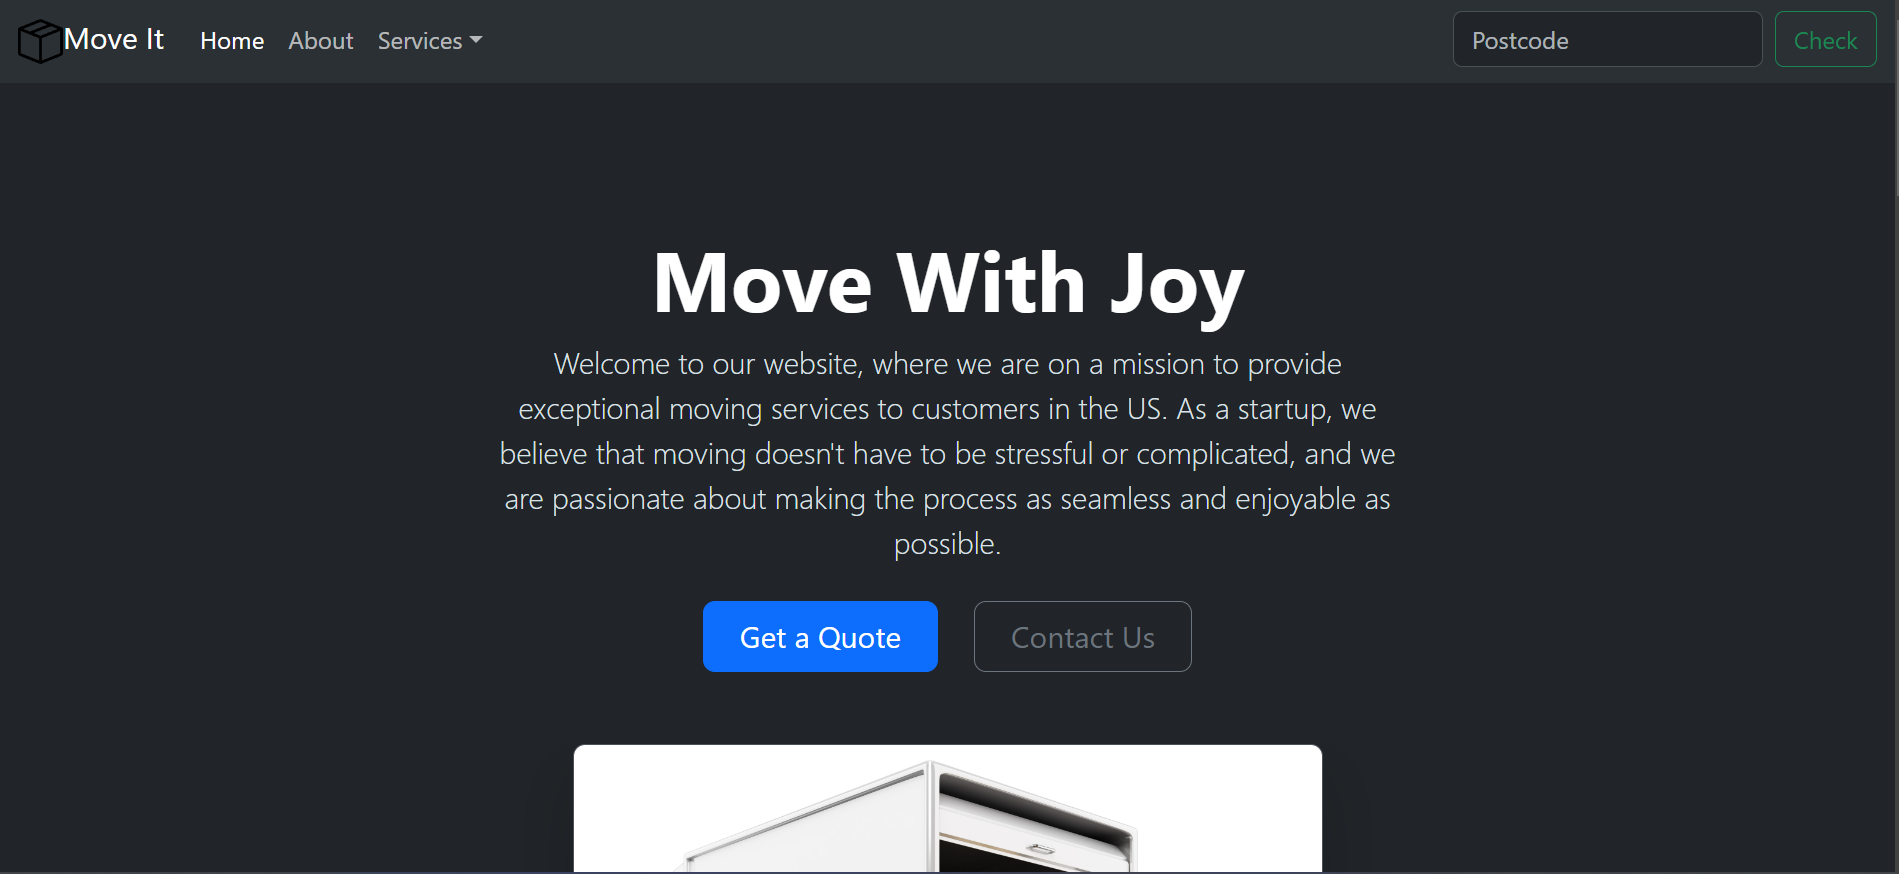 Move It Home About Services Postcode Check
Move With Joy
Welcome to our website, where we are on a mission to provide
exceptional moving services to customers in the US. As a startup, we
believe that moving doesn't have to be stressful or complicated, and we
are passionate about making the process as seamless and enjoyable as
possible.
Get a Quote Contact Us